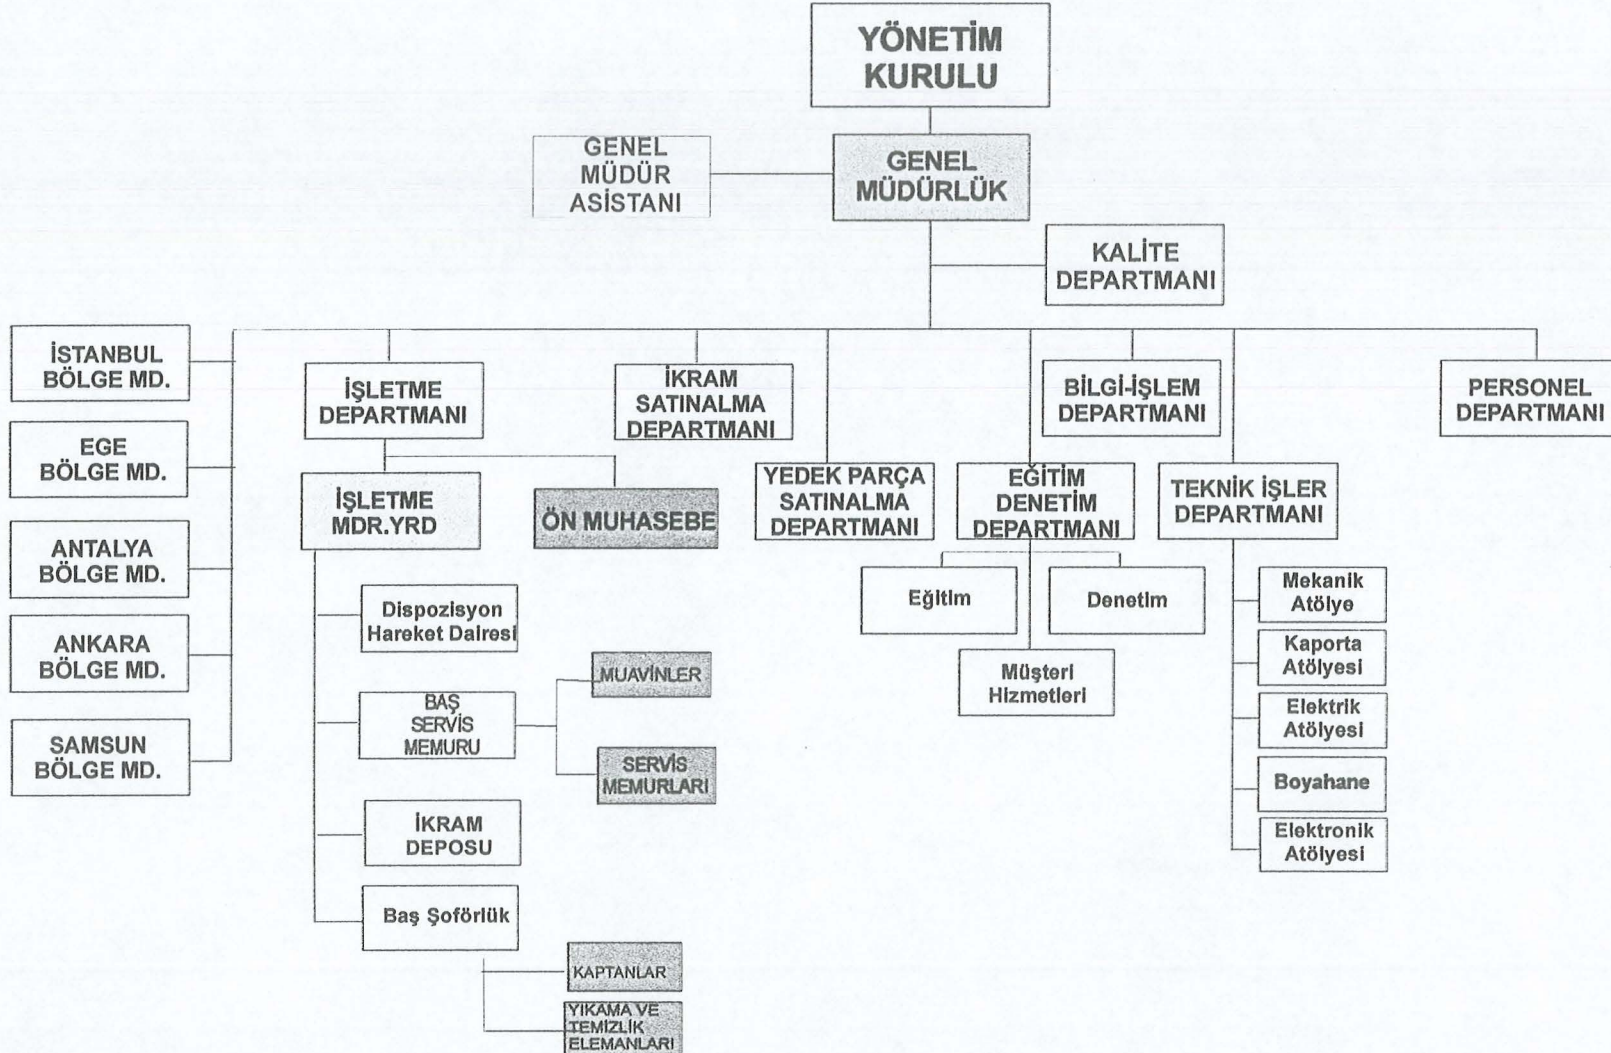 YÖNETİM
KURULU
GENEL
MÜDÜR
ASİSTANI
GENEL
MÜDÜRLÜK
KALİTE
DEPARTMANI
İSTANBUL
BÖLGE MD.
EGE
BÖLGE MD.
ANTALYA
BÖLGE MD.
ANKARA
BÖLGE MD.
SAMSUN
BÖLGE MD.
İŞLETME
DEPARTMANI
İKRAM
SATINALMA
DEPARTMANI
BİLGİ-İŞLEM
DEPARTMANI
PERSONEL
DEPARTMANI
İŞLETME
MDR.YRD
ÖN MUHASEBE
YEDEK PARÇA
SATINALMA
DEPARTMANI
EĞİTİM
DENETİM
DEPARTMANI
TEKNİK İŞLER
DEPARTMANI
Dispozisyon
Hareket Dairesi
BAŞ
SERVİS
MEMURU
MUAVİNLER
SERVİS
MEMURLARI
İKRAM
DEPOSU
Baş Şoförlük
KAPTANLAR
YIKAMA VE
TEMİZLİK
ELEMANLARI
Eğitim
Denetim
Müşteri
Hizmetleri
Mekanik
Atölye
Kaporta
Atölyesi
Elektrik
Atölyesi
Boyahane
Elektronik
Atölyesi